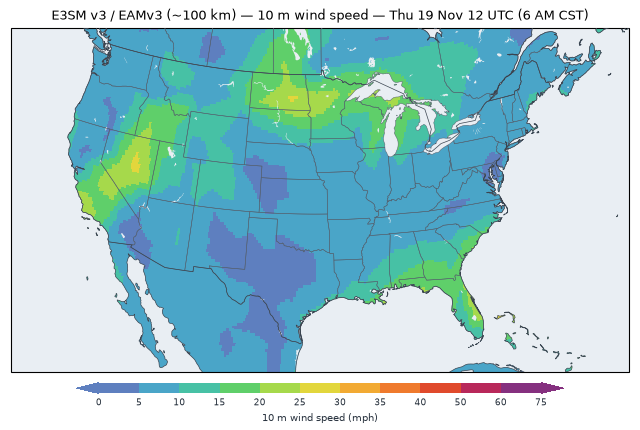 E3SM v3 / EAMv3 (~100 km) — 10 m wind speed — Thu 19 Nov 12 UTC (6 AM CST)
0 5 10 15 20 25 30 35 40 50 60 75
10 m wind speed (mph)